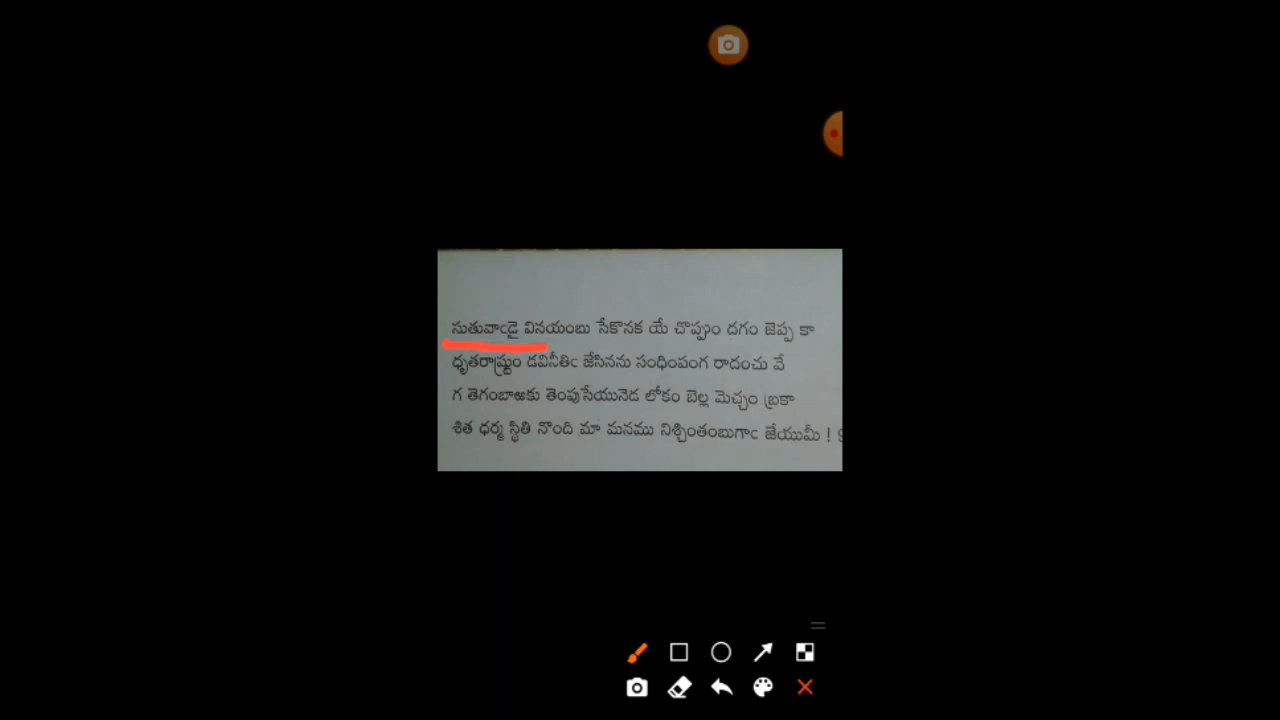 సుతువాఁడై వినయంబు సేకొనక యే చొప్పుం దగం జెప్ప కా
ధృతరాష్ట్రుం డవినీతిఁ జేసినను సంధింపంగ రాదంచు వే
గ తెగంబాఱకు తెంపుసేయునెడ లోకం బెల్ల మెచ్చం బ్రకా
శిత ధర్మ స్థితి నొంది మా మనము నిశ్చింతంబుగాఁ జేయుమీ !